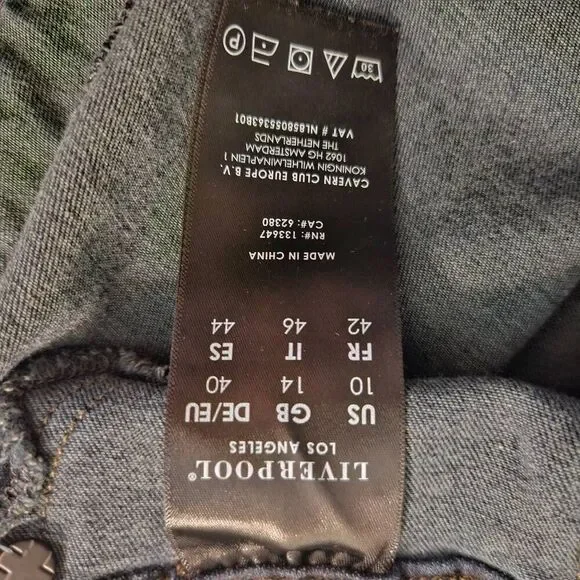 LIVERPOOL®
LOS ANGELES
US GB DE/EU
10 14 40
FR IT ES
42 46 44
MADE IN CHINA
RN#: 133647
CA#: 62380
CAVERN CLUB EUROPE B.V.
KONINGIN WILHELMINAPLEIN 1
1062 HG AMSTERDAM
THE NETHERLANDS
VAT # NL858055363B01
30 P